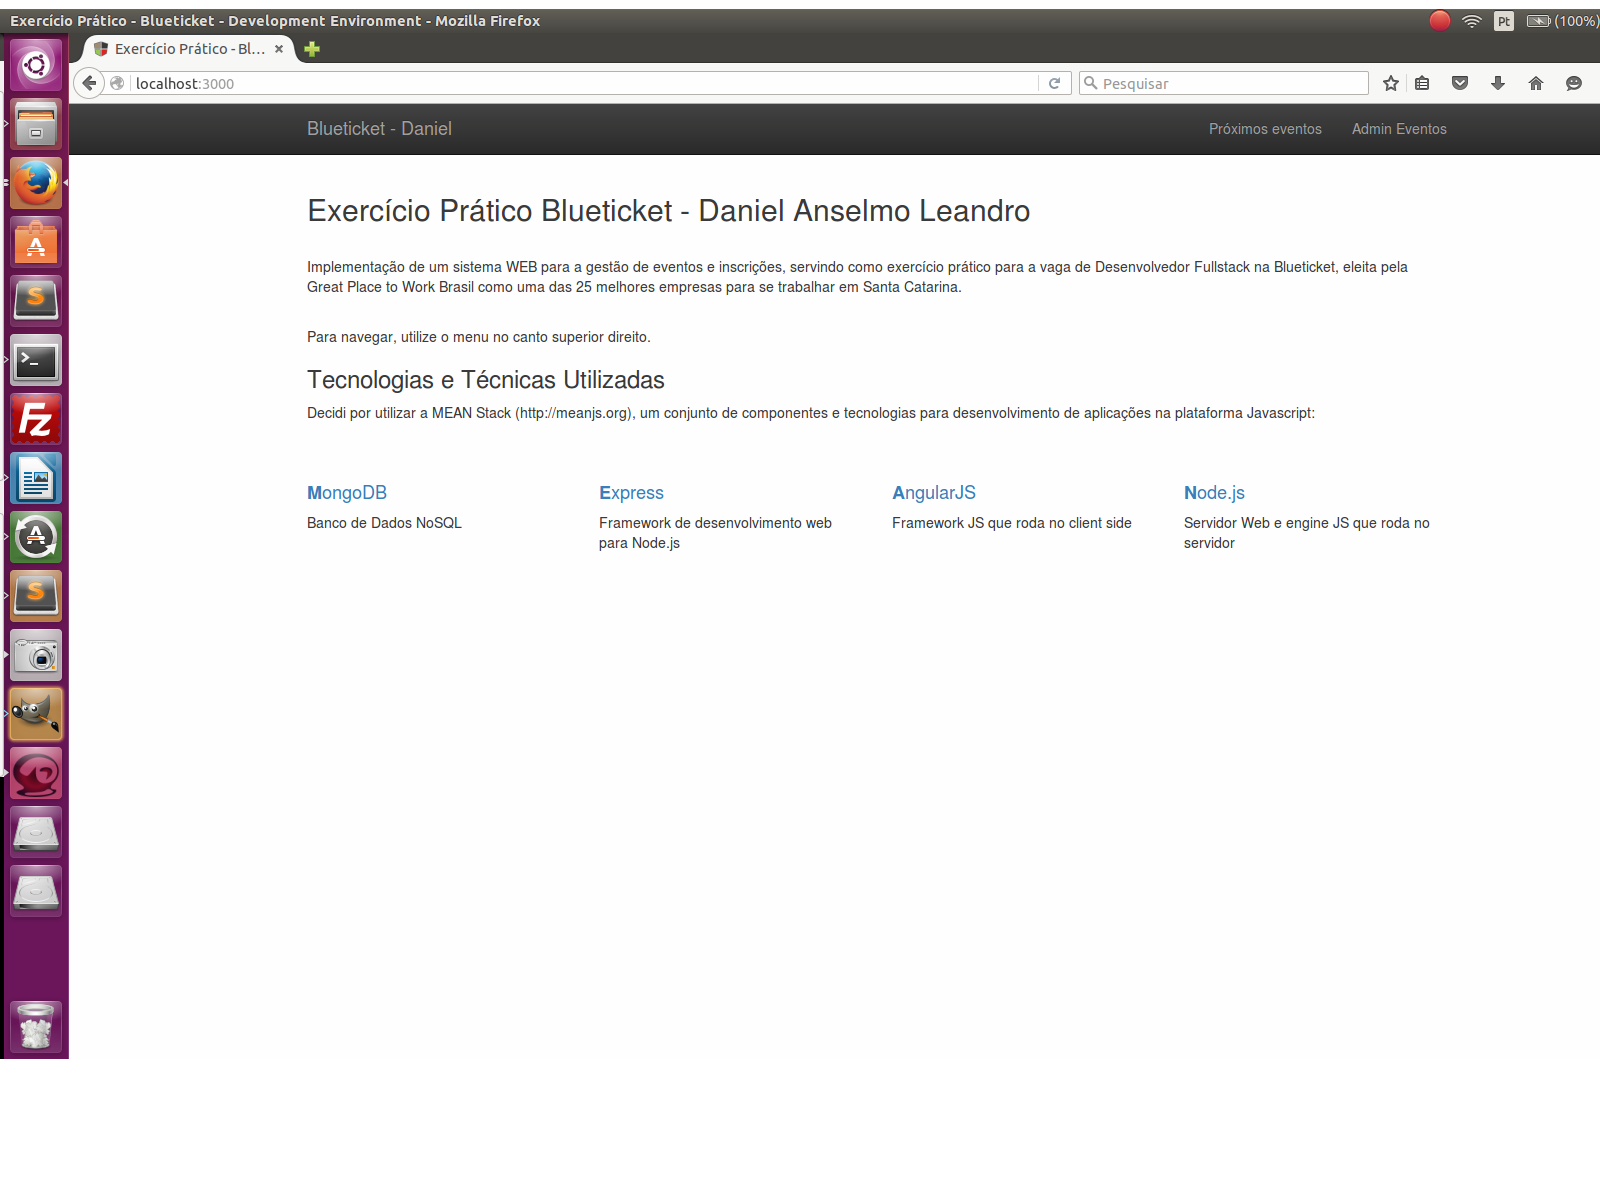 Exercício Prático - Blueticket - Development Environment - Mozilla Firefox
Pt
(100%)
Exercício Prático - Bl...
localhost:3000
Pesquisar
Blueticket - Daniel
Próximos eventos
Admin Eventos
Exercício Prático Blueticket - Daniel Anselmo Leandro
Implementação de um sistema WEB para a gestão de eventos e inscrições, servindo como exercício prático para a vaga de Desenvolvedor Fullstack na Blueticket, eleita pela
Great Place to Work Brasil como uma das 25 melhores empresas para se trabalhar em Santa Catarina.
Para navegar, utilize o menu no canto superior direito.
Tecnologias e Técnicas Utilizadas
Decidi por utilizar a MEAN Stack (http://meanjs.org), um conjunto de componentes e tecnologias para desenvolvimento de aplicações na plataforma Javascript:
MongoDB
Banco de Dados NoSQL
Express
Framework de desenvolvimento web
para Node.js
AngularJS
Framework JS que roda no client side
Node.js
Servidor Web e engine JS que roda no
servidor